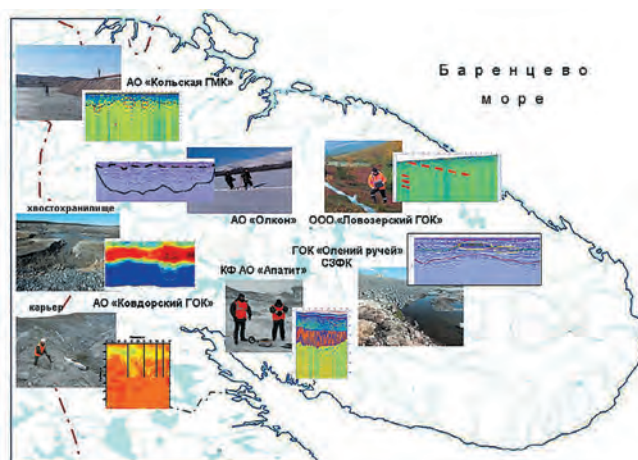 АО «Кольская ГМК»
Баренцево
море
АО «Олкон»
ООО «Ловозерский ГОК»
хвостохранилище
ГОК «Олений ручей»
СЗФК
КФ АО «Апатит»
АО «Ковдорский ГОК»
карьер